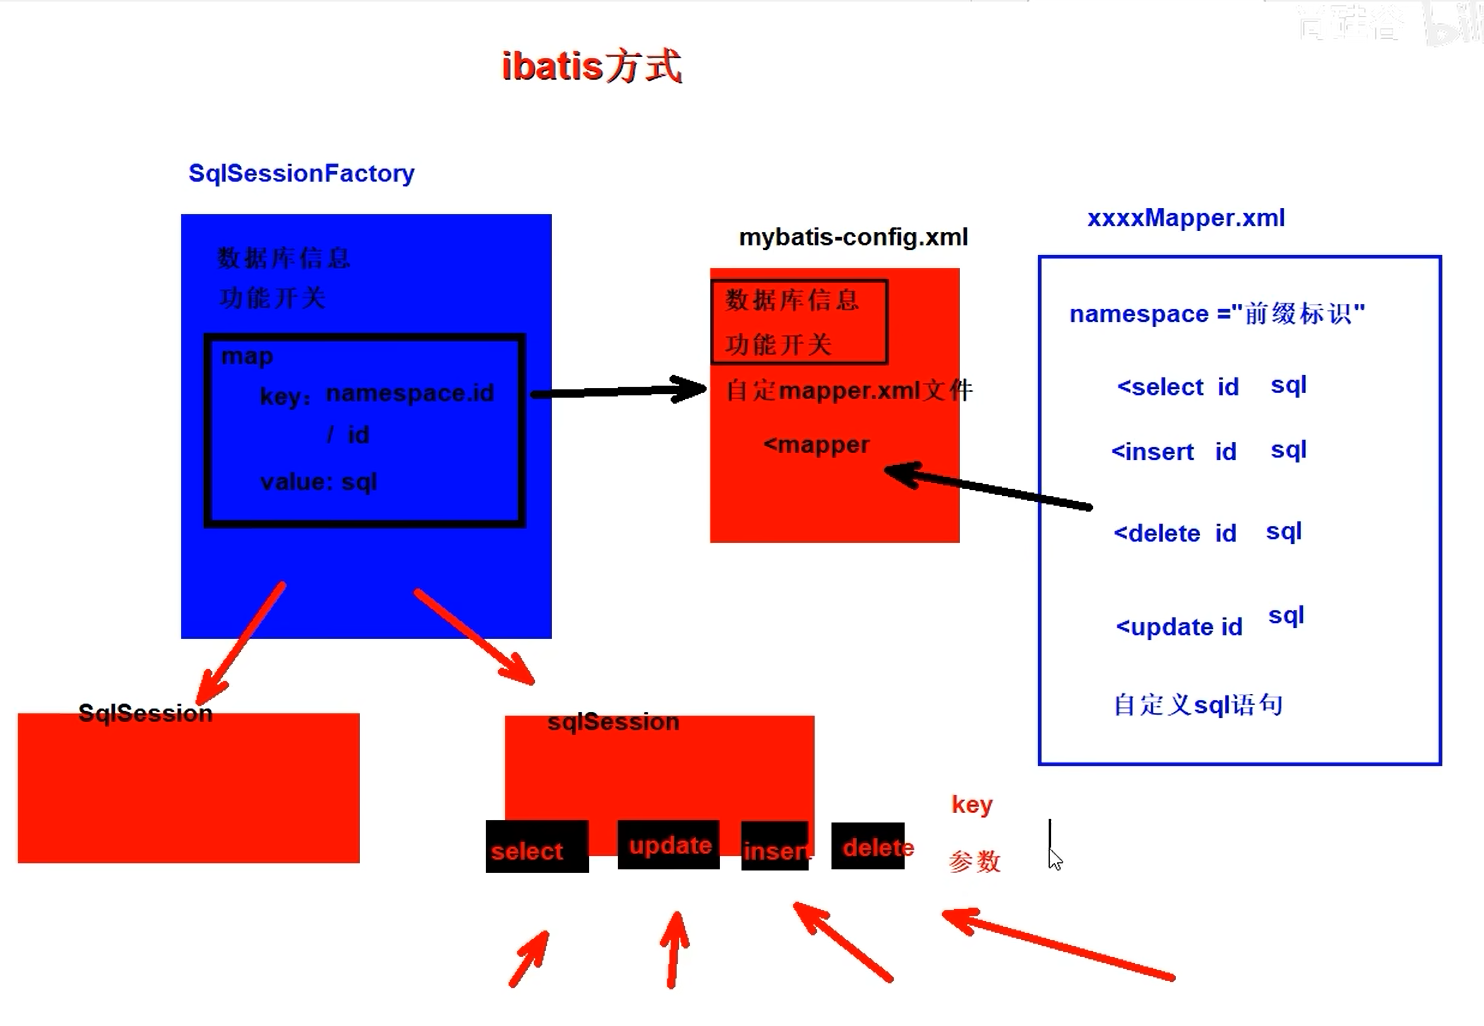 尚硅谷
ibatis方式
SqlSessionFactory
数据库信息
功能开关
map
key：namespace.id
/ id
value: sql
mybatis-config.xml
数据库信息
功能开关
自定mapper.xml文件
<mapper
xxxxMapper.xml
namespace ="前缀标识"
<select id sql
<insert id sql
<delete id sql
<update id sql
自定义sql语句
SqlSession
sqlSession
select update insert delete
key
参数